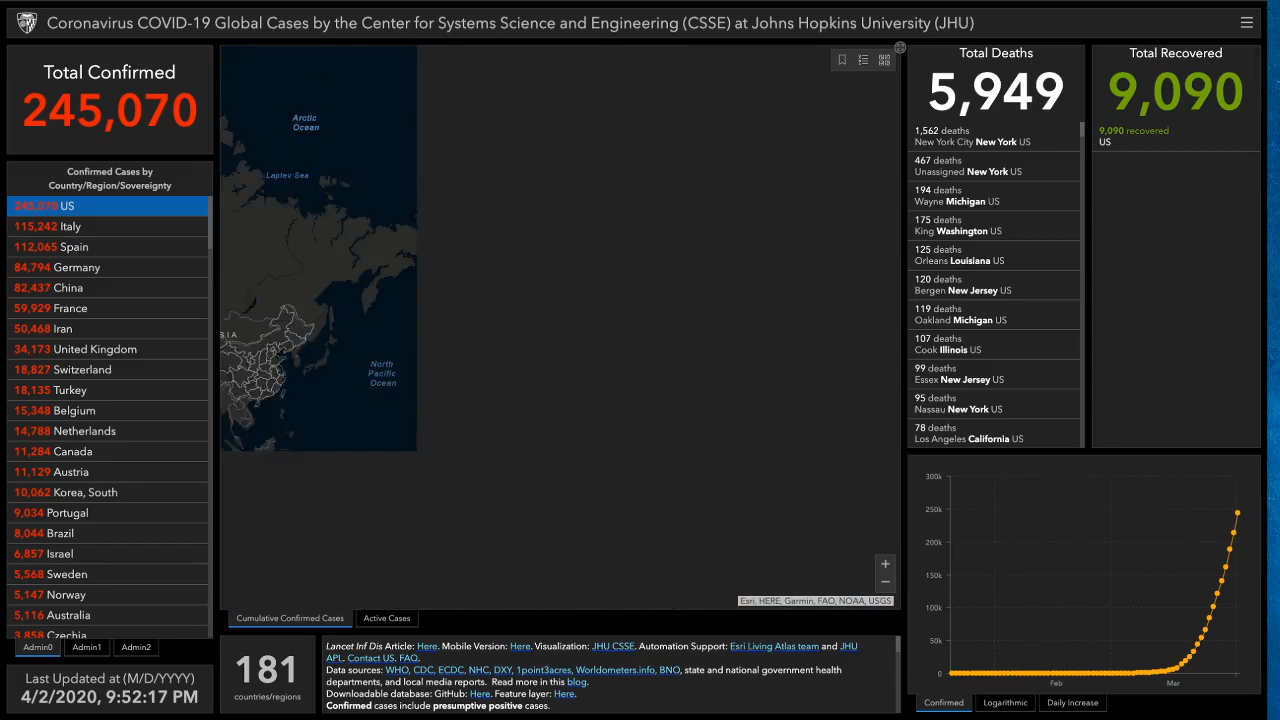 Coronavirus COVID-19 Global Cases by the Center for Systems Science and Engineering (CSSE) at Johns Hopkins University (JHU)
Total Confirmed
245,070
Confirmed Cases by
Country/Region/Sovereignty
245,070 US
115,242 Italy
112,065 Spain
84,794 Germany
82,437 China
59,929 France
50,468 Iran
34,173 United Kingdom
18,827 Switzerland
18,135 Turkey
15,348 Belgium
14,788 Netherlands
11,284 Canada
11,129 Austria
10,062 Korea, South
9,034 Portugal
8,044 Brazil
6,857 Israel
5,568 Sweden
5,147 Norway
5,116 Australia
3,858 Czechia
Admin0
Admin1
Admin2
Last Updated at (M/D/YYYY)
4/2/2020, 9:52:17 PM
Arctic
Ocean
Laptev Sea
SIA
North
Pacific
Ocean
+
−
Esri, HERE, Garmin, FAO, NOAA, USGS
Cumulative Confirmed Cases
Active Cases
181
countries/regions
Lancet Inf Dis Article: Here. Mobile Version: Here. Visualization: JHU CSSE. Automation Support: Esri Living Atlas team and JHU
APL. Contact US. FAQ.
Data sources: WHO, CDC, ECDC, NHC, DXY, 1point3acres, Worldometers.info, BNO, state and national government health
departments, and local media reports. Read more in this blog.
Downloadable database: GitHub: Here. Feature layer: Here.
Confirmed cases include presumptive positive cases.
Total Deaths
5,949
1,562 deaths
New York City New York US
467 deaths
Unassigned New York US
194 deaths
Wayne Michigan US
175 deaths
King Washington US
125 deaths
Orleans Louisiana US
120 deaths
Bergen New Jersey US
119 deaths
Oakland Michigan US
107 deaths
Cook Illinois US
99 deaths
Essex New Jersey US
95 deaths
Nassau New York US
78 deaths
Los Angeles California US
Total Recovered
9,090
9,090 recovered
US
300k
250k
200k
150k
100k
50k
0
Feb
Mar
Confirmed
Logarithmic
Daily Increase